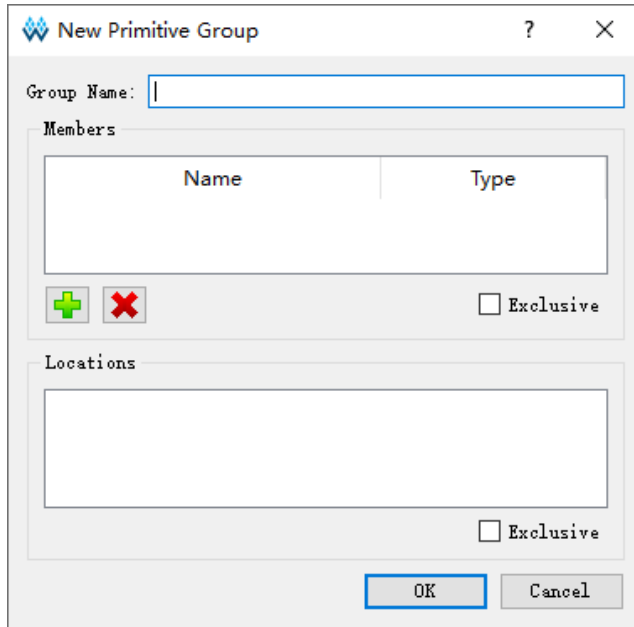 New Primitive Group
?
Group Name:
Members
Name Type
Exclusive
Locations
Exclusive
OK Cancel